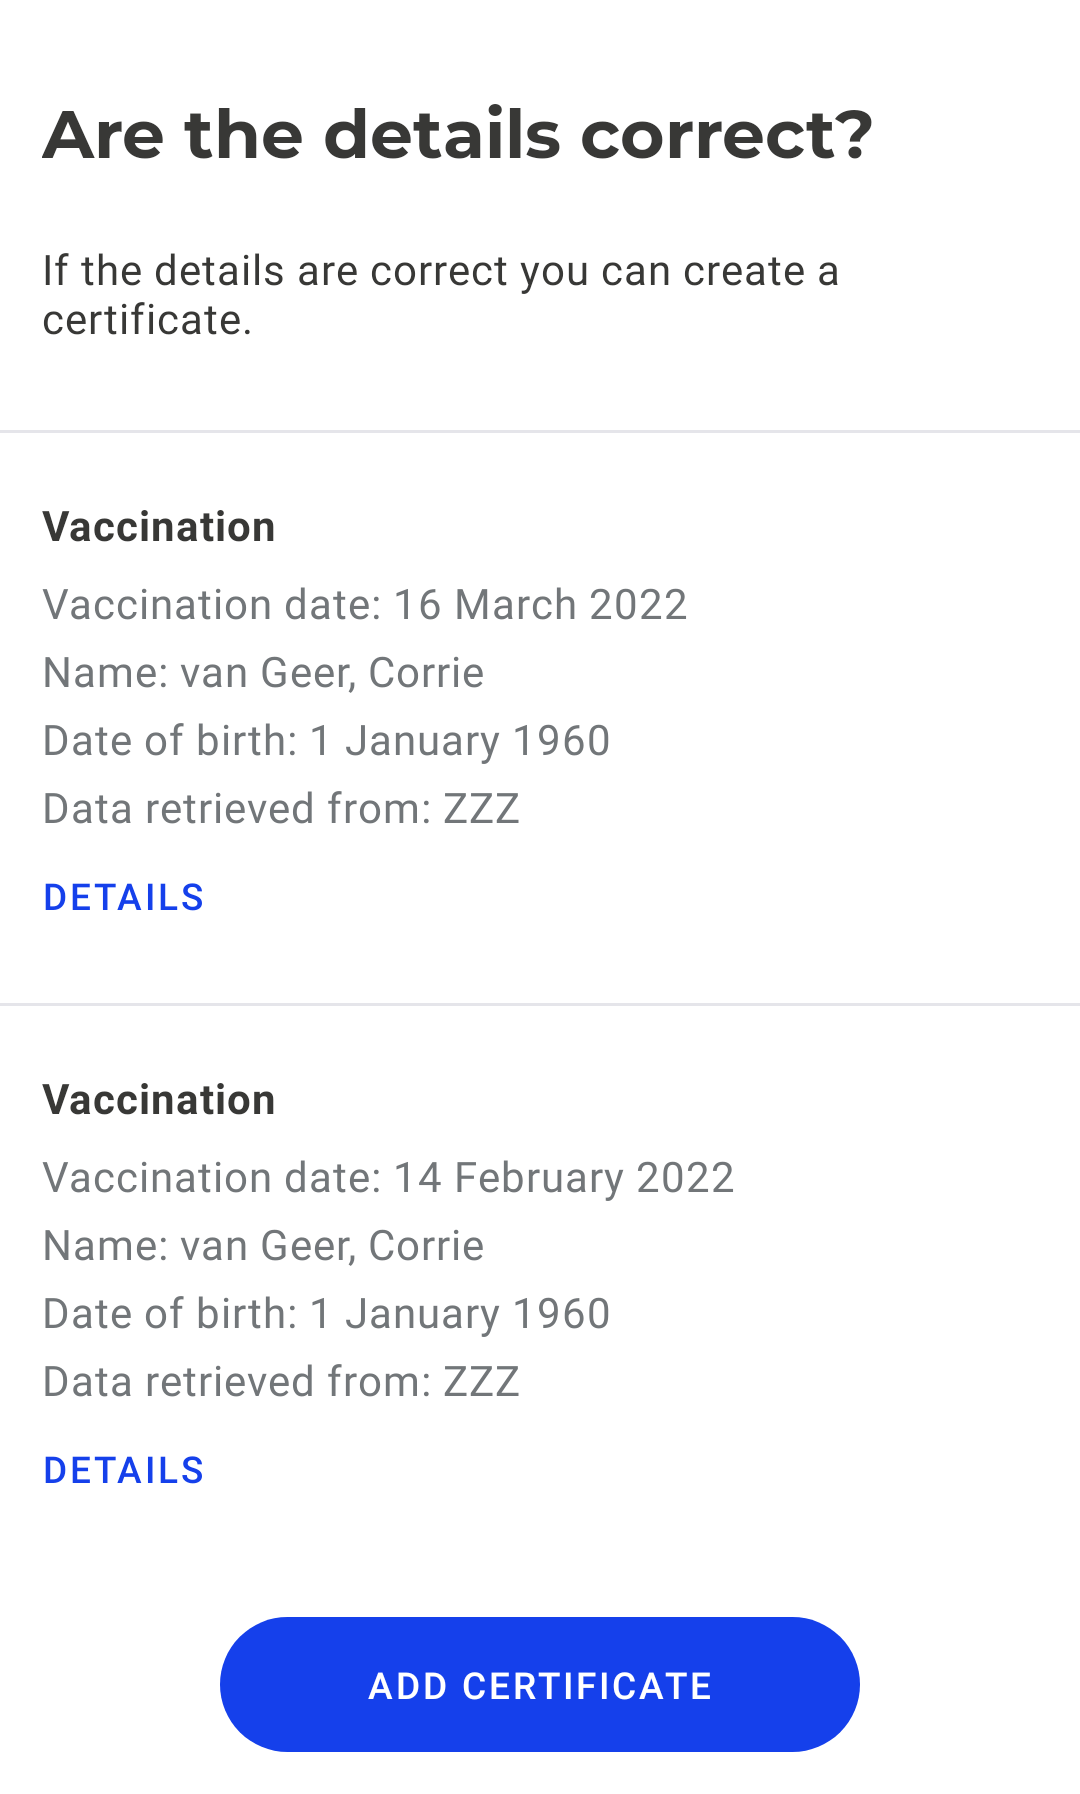 Are the details correct?
If the details are correct you can create a
certificate.
Vaccination
Vaccination date: 16 March 2022
Name: van Geer, Corrie
Date of birth: 1 January 1960
Data retrieved from: ZZZ
DETAILS
Vaccination
Vaccination date: 14 February 2022
Name: van Geer, Corrie
Date of birth: 1 January 1960
Data retrieved from: ZZZ
DETAILS
ADD CERTIFICATE